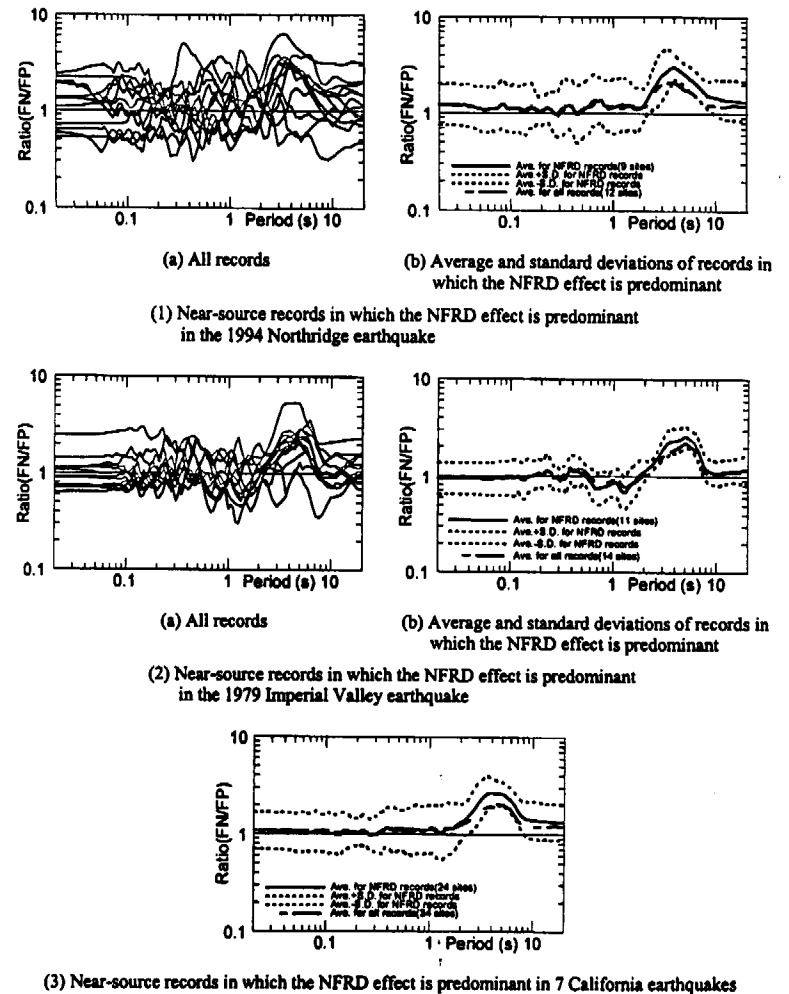 10
1
0.1
Ratio(FN/FP)
0.1
1
Period (s)
10
(a) All records
10
1
0.1
Ratio(FN/FP)
Ave. for NFRD records(9 sites)
Ave.+S.D. for NFRD records
Ave.-S.D. for NFRD records
Ave. for all records(12 sites)
0.1
1
Period (s)
10
(b) Average and standard deviations of records in
which the NFRD effect is predominant
(1) Near-source records in which the NFRD effect is predominant
in the 1994 Northridge earthquake
10
1
0.1
Ratio(FN/FP)
0.1
1
Period (s)
10
(a) All records
10
1
0.1
Ratio(FN/FP)
Ave. for NFRD records(11 sites)
Ave.+S.D. for NFRD records
Ave.-S.D. for NFRD records
Ave. for all records(14 sites)
0.1
1
Period (s)
10
(b) Average and standard deviations of records in
which the NFRD effect is predominant
(2) Near-source records in which the NFRD effect is predominant
in the 1979 Imperial Valley earthquake
10
1
0.1
Ratio(FN/FP)
Ave. for NFRD records(24 sites)
Ave.+S.D. for NFRD records
Ave.-S.D. for NFRD records
Ave. for all records(34 sites)
0.1
1
Period (s)
10
(3) Near-source records in which the NFRD effect is predominant in 7 California earthquakes